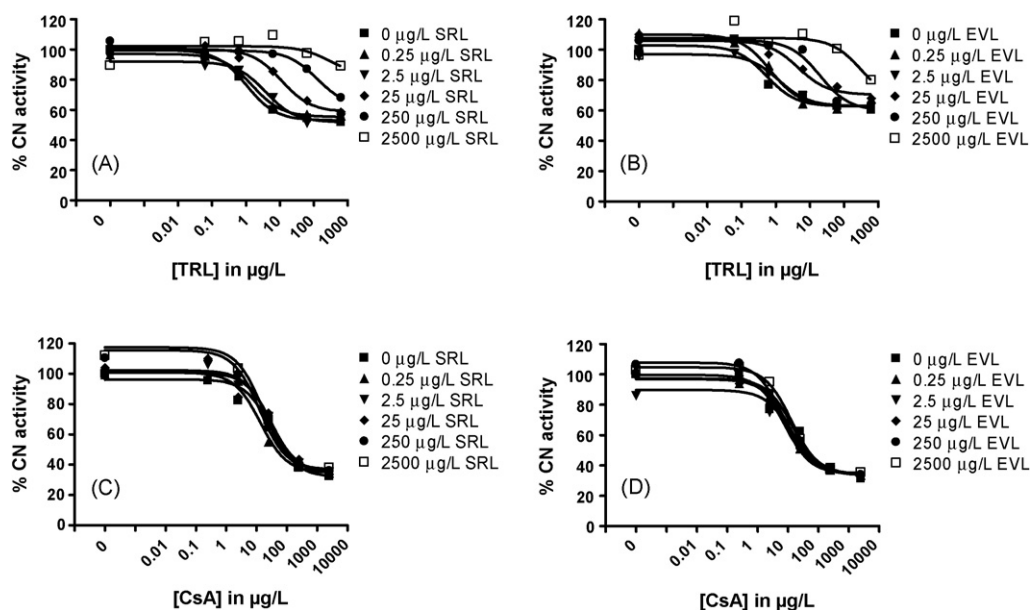 120
100
80
60
40
20
0
% CN activity
(A)
0
0.01
0.1
1
10
100
1000
[TRL] in µg/L
0 µg/L SRL
0.25 µg/L SRL
2.5 µg/L SRL
25 µg/L SRL
250 µg/L SRL
2500 µg/L SRL
120
100
80
60
40
20
0
% CN activity
(B)
0
0.01
0.1
1
10
100
1000
[TRL] in µg/L
0 µg/L EVL
0.25 µg/L EVL
2.5 µg/L EVL
25 µg/L EVL
250 µg/L EVL
2500 µg/L EVL
120
100
80
60
40
20
0
% CN activity
(C)
0
0.01
0.1
1
10
100
1000
10000
[CsA] in µg/L
0 µg/L SRL
0.25 µg/L SRL
2.5 µg/L SRL
25 µg/L SRL
250 µg/L SRL
2500 µg/L SRL
120
100
80
60
40
20
0
% CN activity
(D)
0
0.01
0.1
1
10
100
1000
10000
[CsA] in µg/L
0 µg/L EVL
0.25 µg/L EVL
2.5 µg/L EVL
25 µg/L EVL
250 µg/L EVL
2500 µg/L EVL